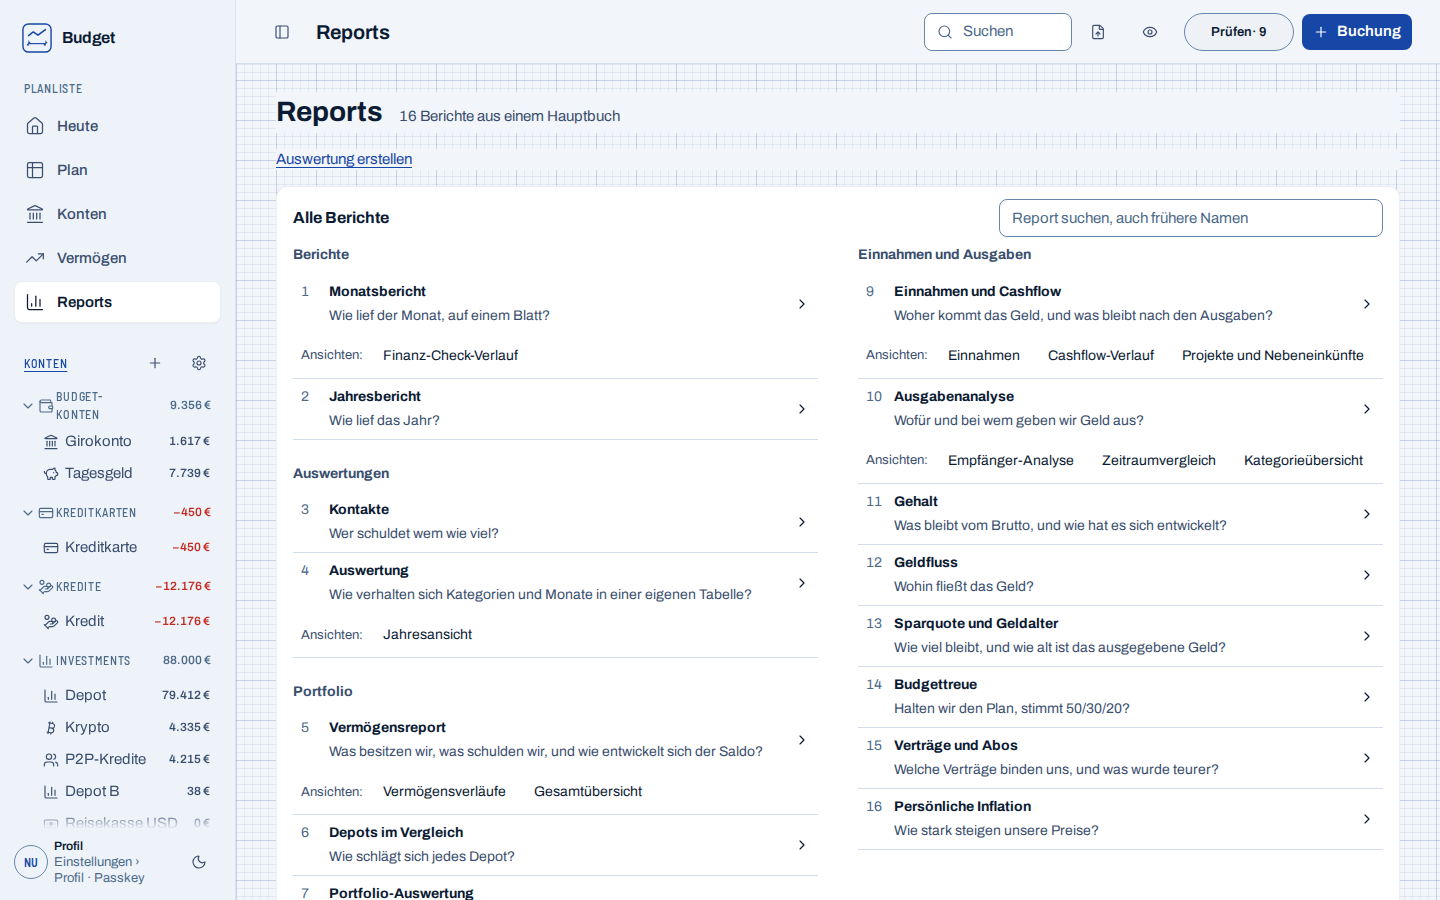 Budget
PLANLISTE
Heute
Plan
Konten
Vermögen
Reports
KONTEN
BUDGET-
KONTEN
9.356 €
Girokonto 1.617 €
Tagesgeld 7.739 €
KREDITKARTEN −450 €
Kreditkarte −450 €
KREDITE −12.176 €
Kredit −12.176 €
INVESTMENTS 88.000 €
Depot 79.412 €
Krypto 4.335 €
P2P-Kredite 4.215 €
Depot B 38 €
Reisekasse USD 0 €
NU
Profil
Einstellungen ›
Profil · Passkey
Reports
Suchen
Prüfen · 9
Buchung
Reports
16 Berichte aus einem Hauptbuch
Auswertung erstellen
Alle Berichte
Report suchen, auch frühere Namen
Berichte
1 Monatsbericht
Wie lief der Monat, auf einem Blatt?
Ansichten: Finanz-Check-Verlauf
2 Jahresbericht
Wie lief das Jahr?
Auswertungen
3 Kontakte
Wer schuldet wem wie viel?
4 Auswertung
Wie verhalten sich Kategorien und Monate in einer eigenen Tabelle?
Ansichten: Jahresansicht
Portfolio
5 Vermögensreport
Was besitzen wir, was schulden wir, und wie entwickelt sich der Saldo?
Ansichten: Vermögensverläufe Gesamtübersicht
6 Depots im Vergleich
Wie schlägt sich jedes Depot?
7 Portfolio-Auswertung
Einnahmen und Ausgaben
9 Einnahmen und Cashflow
Woher kommt das Geld, und was bleibt nach den Ausgaben?
Ansichten: Einnahmen Cashflow-Verlauf Projekte und Nebeneinkünfte
10 Ausgabenanalyse
Wofür und bei wem geben wir Geld aus?
Ansichten: Empfänger-Analyse Zeitraumvergleich Kategorieübersicht
11 Gehalt
Was bleibt vom Brutto, und wie hat es sich entwickelt?
12 Geldfluss
Wohin fließt das Geld?
13 Sparquote und Geldalter
Wie viel bleibt, und wie alt ist das ausgegebene Geld?
14 Budgettreue
Halten wir den Plan, stimmt 50/30/20?
15 Verträge und Abos
Welche Verträge binden uns, und was wurde teurer?
16 Persönliche Inflation
Wie stark steigen unsere Preise?